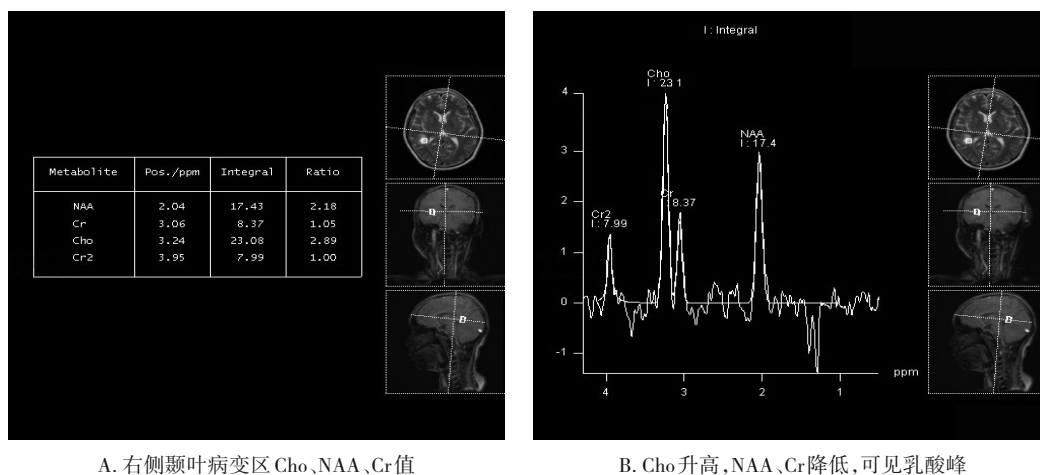 Metabolite Pos./ppm Integral Ratio
NAA 2.04 17.43 2.18
Cr 3.06 8.37 1.05
Cho 3.24 23.08 2.89
Cr2 3.95 7.99 1.00
A. 右侧颞叶病变区Cho、NAA、Cr值
I : Integral
Cho
I : 23.1
NAA
I : 17.4
Cr
8.37
Cr2
I : 7.99
4
3
2
1
0
-1
4 3 2 1 ppm
B. Cho升高,NAA、Cr降低,可见乳酸峰